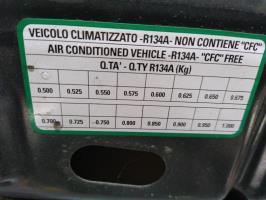 VEICOLO CLIMATIZZATO -R134A- NON CONTIENE "CFC"
AIR CONDITIONED VEHICLE -R134A- "CFC" FREE
Q.TA' - Q.TY R134A (Kg)
0.500 0.525 0.550 0.575 0.600 0.625 0.650 0.675
0.700 0.725 0.750 0.800 0.850 0.900 0.950 1.000